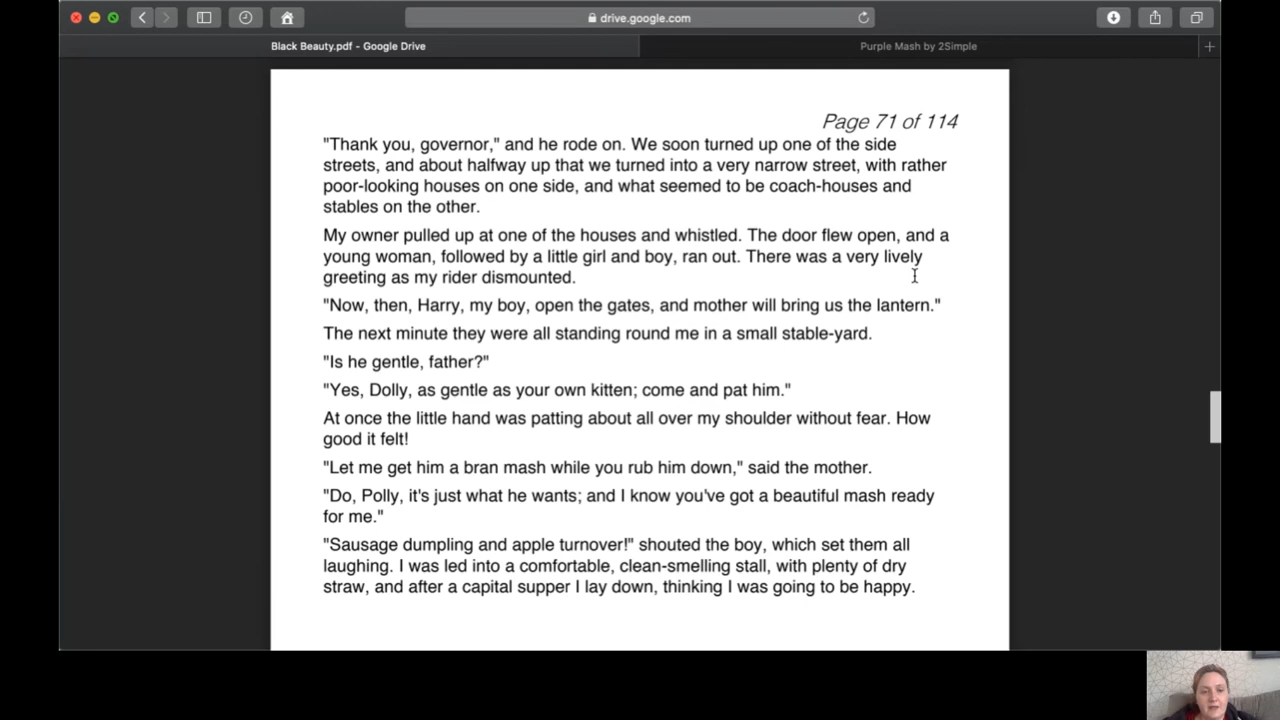 drive.google.com
Black Beauty.pdf - Google Drive
Purple Mash by 2Simple
Page 71 of 114
"Thank you, governor," and he rode on. We soon turned up one of the side
streets, and about halfway up that we turned into a very narrow street, with rather
poor-looking houses on one side, and what seemed to be coach-houses and
stables on the other.
My owner pulled up at one of the houses and whistled. The door flew open, and a
young woman, followed by a little girl and boy, ran out. There was a very lively
greeting as my rider dismounted.
"Now, then, Harry, my boy, open the gates, and mother will bring us the lantern."
The next minute they were all standing round me in a small stable-yard.
"Is he gentle, father?"
"Yes, Dolly, as gentle as your own kitten; come and pat him."
At once the little hand was patting about all over my shoulder without fear. How
good it felt!
"Let me get him a bran mash while you rub him down," said the mother.
"Do, Polly, it's just what he wants; and I know you've got a beautiful mash ready
for me."
"Sausage dumpling and apple turnover!" shouted the boy, which set them all
laughing. I was led into a comfortable, clean-smelling stall, with plenty of dry
straw, and after a capital supper I lay down, thinking I was going to be happy.